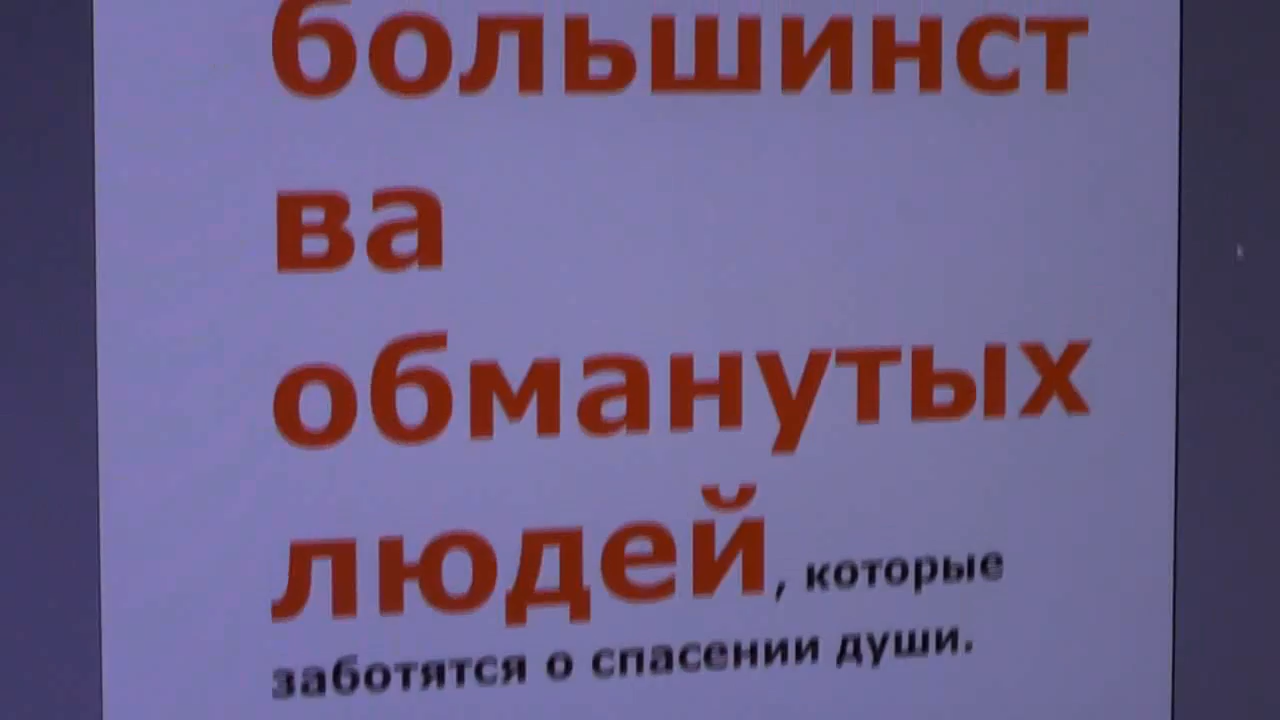 большинст
ва
обманутых
людей, которые
заботятся о спасении души.